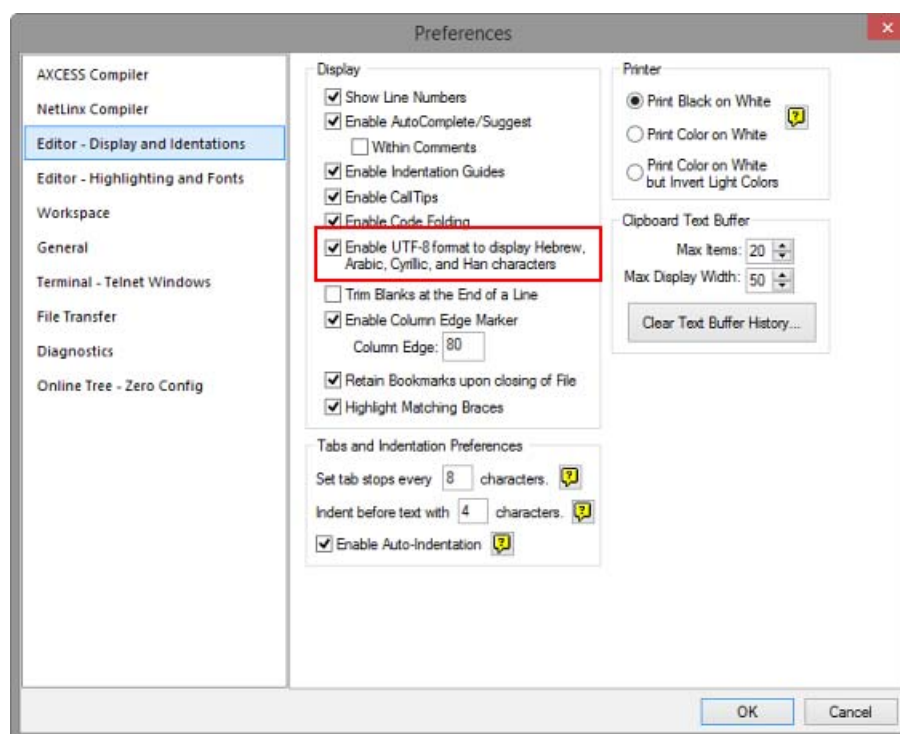 Preferences
AXCESS Compiler
NetLinx Compiler
Editor - Display and Identations
Editor - Highlighting and Fonts
Workspace
General
Terminal - Telnet Windows
File Transfer
Diagnostics
Online Tree - Zero Config
Display
Show Line Numbers
Enable AutoComplete/Suggest
Within Comments
Enable Indentation Guides
Enable CallTips
Enable Code Folding
Enable UTF-8 format to display Hebrew,
Arabic, Cyrillic, and Han characters
Trim Blanks at the End of a Line
Enable Column Edge Marker
Column Edge: 80
Retain Bookmarks upon closing of File
Highlight Matching Braces
Tabs and Indentation Preferences
Set tab stops every 8 characters.
Indent before text with 4 characters.
Enable Auto-Indentation
Printer
Print Black on White
Print Color on White
Print Color on White
but Invert Light Colors
Clipboard Text Buffer
Max Items: 20
Max Display Width: 50
Clear Text Buffer History...
OK
Cancel